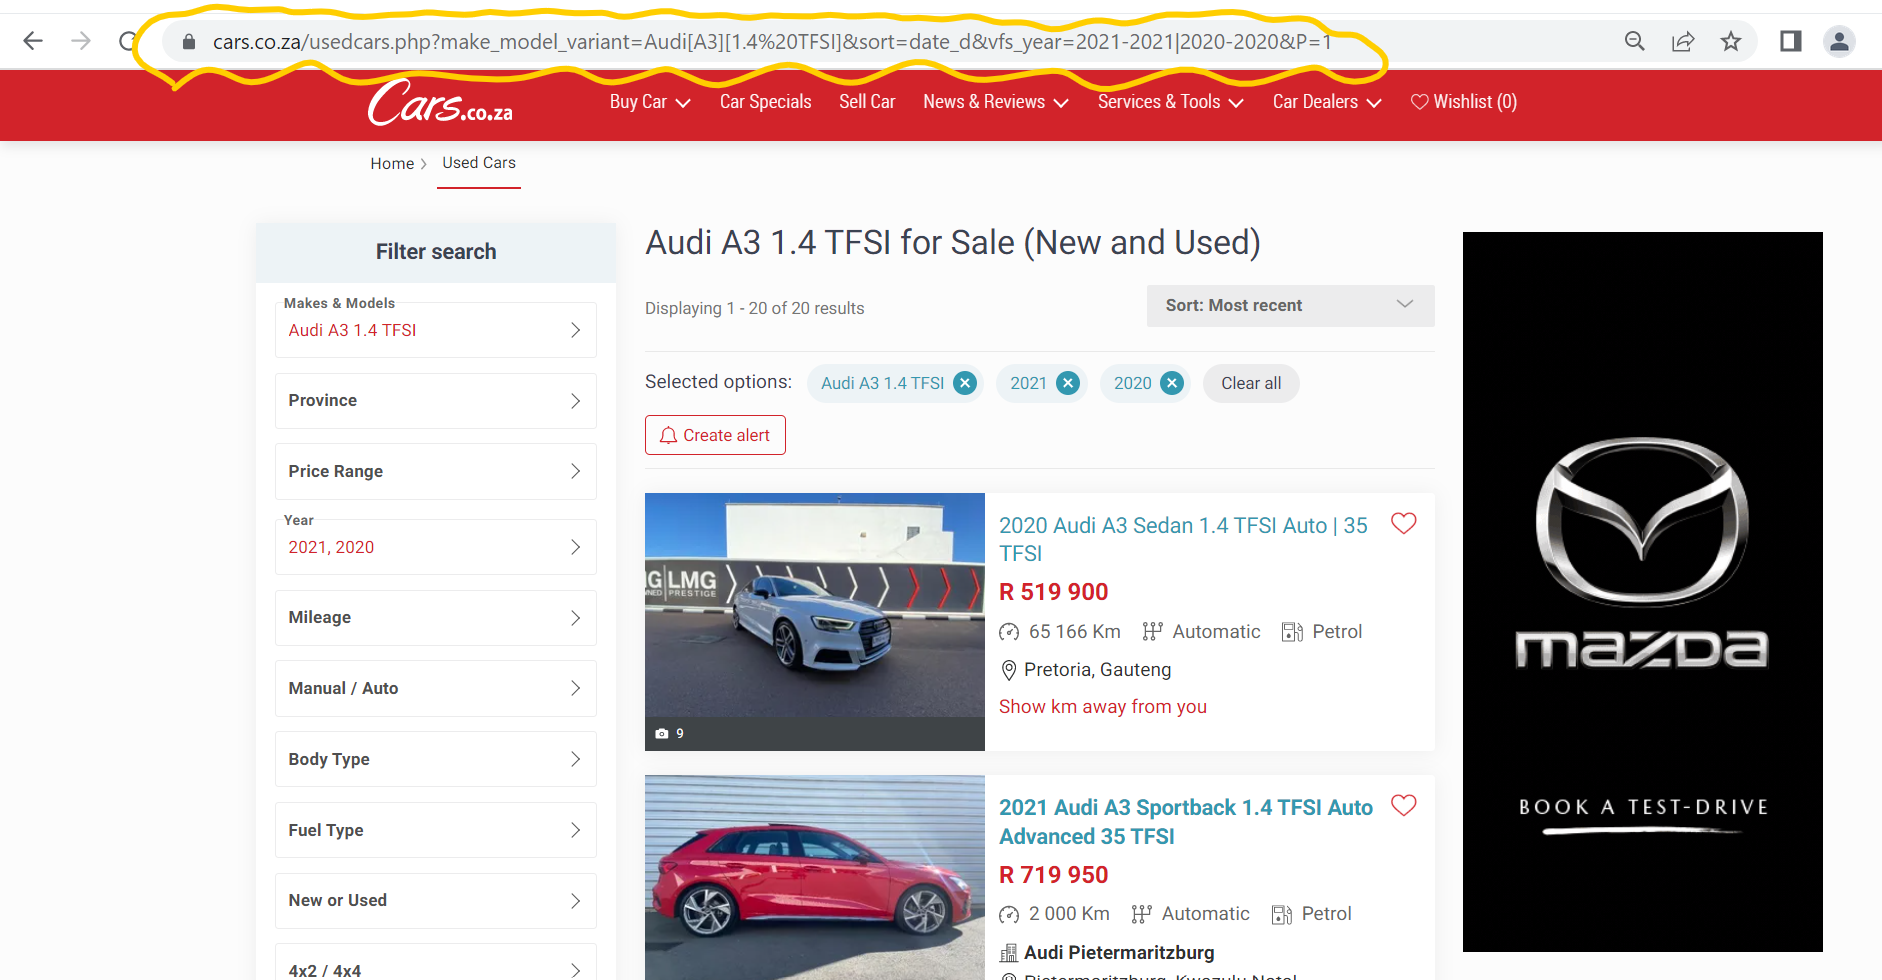 cars.co.za/usedcars.php?make_model_variant=Audi[A3][1.4%20TFSI]&sort=date_d&vfs_year=2021-2021|2020-2020&P=1
Cars.co.za
Buy Car
Car Specials
Sell Car
News & Reviews
Services & Tools
Car Dealers
Wishlist (0)
Home
Used Cars
Filter search
Makes & Models
Audi A3 1.4 TFSI
Province
Price Range
Year
2021, 2020
Mileage
Manual / Auto
Body Type
Fuel Type
New or Used
4x2 / 4x4
Audi A3 1.4 TFSI for Sale (New and Used)
Displaying 1 - 20 of 20 results
Sort: Most recent
Selected options:
Audi A3 1.4 TFSI
2021
2020
Clear all
Create alert
G LMG
NED PRESTIGE
9
2020 Audi A3 Sedan 1.4 TFSI Auto | 35
TFSI
R 519 900
65 166 Km
Automatic
Petrol
Pretoria, Gauteng
Show km away from you
2021 Audi A3 Sportback 1.4 TFSI Auto
Advanced 35 TFSI
R 719 950
2 000 Km
Automatic
Petrol
Audi Pietermaritzburg
Pietermaritzburg, Kwazulu Natal
mazda
BOOK A TEST-DRIVE